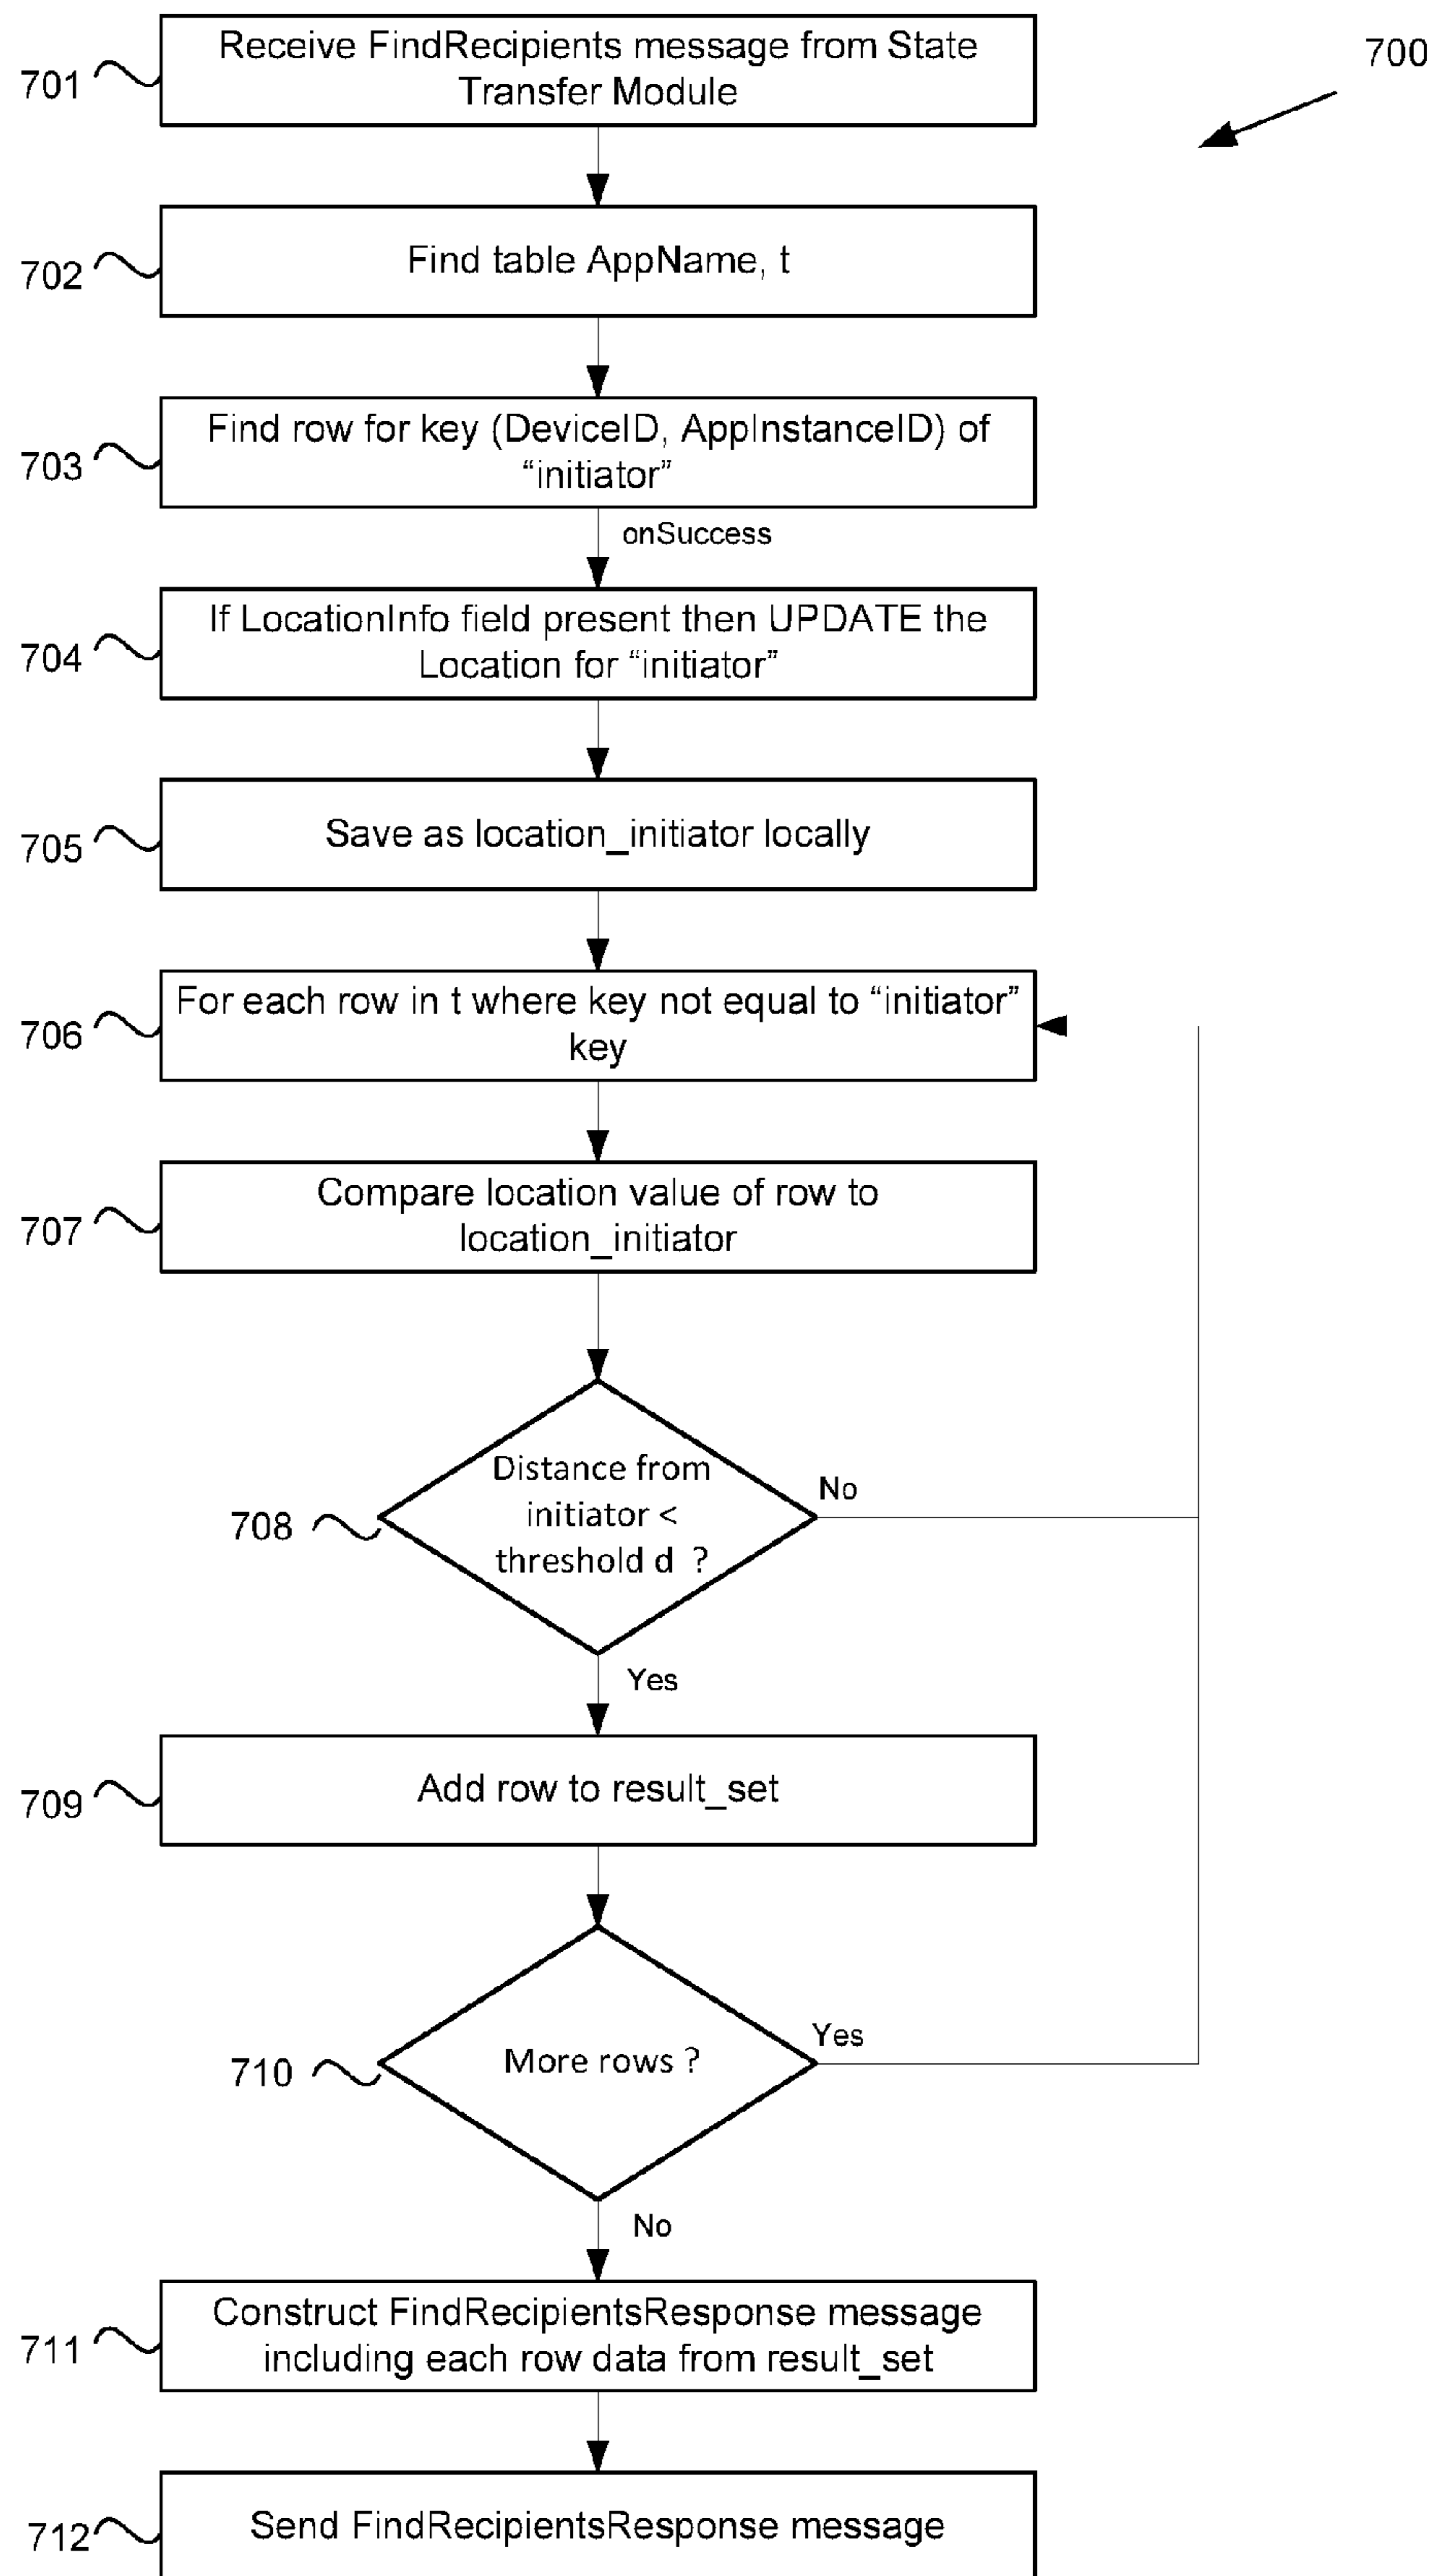 700
701
Receive FindRecipients message from State
Transfer Module
702
Find table AppName, t
703
Find row for key (DeviceID, AppInstanceID) of
“initiator”
onSuccess
704
If LocationInfo field present then UPDATE the
Location for “initiator”
705
Save as location_initiator locally
706
For each row in t where key not equal to “initiator”
key
707
Compare location value of row to
location_initiator
708
Distance from
initiator <
threshold d ?
No
Yes
709
Add row to result_set
710
More rows ?
Yes
No
711
Construct FindRecipientsResponse message
including each row data from result_set
712
Send FindRecipientsResponse message